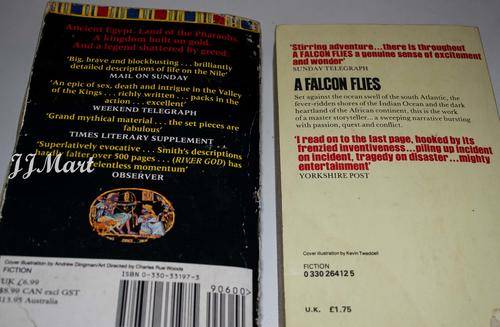 Ancient Egypt. Land of the Pharaohs.
A kingdom built on gold.
And a legend shattered by greed.
'Big, brave and blockbusting . . . brilliantly
detailed descriptions of life on the Nile'
MAIL ON SUNDAY
'An epic of sex, death and intrigue in the Valley
of the Kings . . . richly written . . . packs in the
action . . . excellent'
WEEKEND TELEGRAPH
'Grand mythical material . . . the set pieces are
fabulous'
TIMES LITERARY SUPPLEMENT
'Superlatively evocative . . . Smith's descriptions
after over 500 pages . . . (RIVER GOD) has
relentless momentum'
OBSERVER
JJMart
Cover illustration by Andrew Dingman/Art Directed by Charles Rue Woods
FICTION
UK £6.99
$8.99 CAN excl GST
$13.95 Australia
ISBN 0-330-33197-3
90600>
'Stirring adventure...there is throughout
A FALCON FLIES a genuine sense of excitement
and wonder'
SUNDAY TELEGRAPH
A FALCON FLIES
Set against the ocean swell of the south Atlantic, the
fever-ridden shores of the Indian Ocean and the dark
heartland of the African continent, this is the work
of a master storyteller... a sweeping narrative bursting
with passion, quest and conflict.
'I read on to the last page, hooked by its
frenzied inventiveness...piling up incident
on incident, tragedy on disaster...mighty
entertainment'
YORKSHIRE POST
Cover illustration by Kevin Tweddell
FICTION
0 330 26412 5
U.K. £1.75